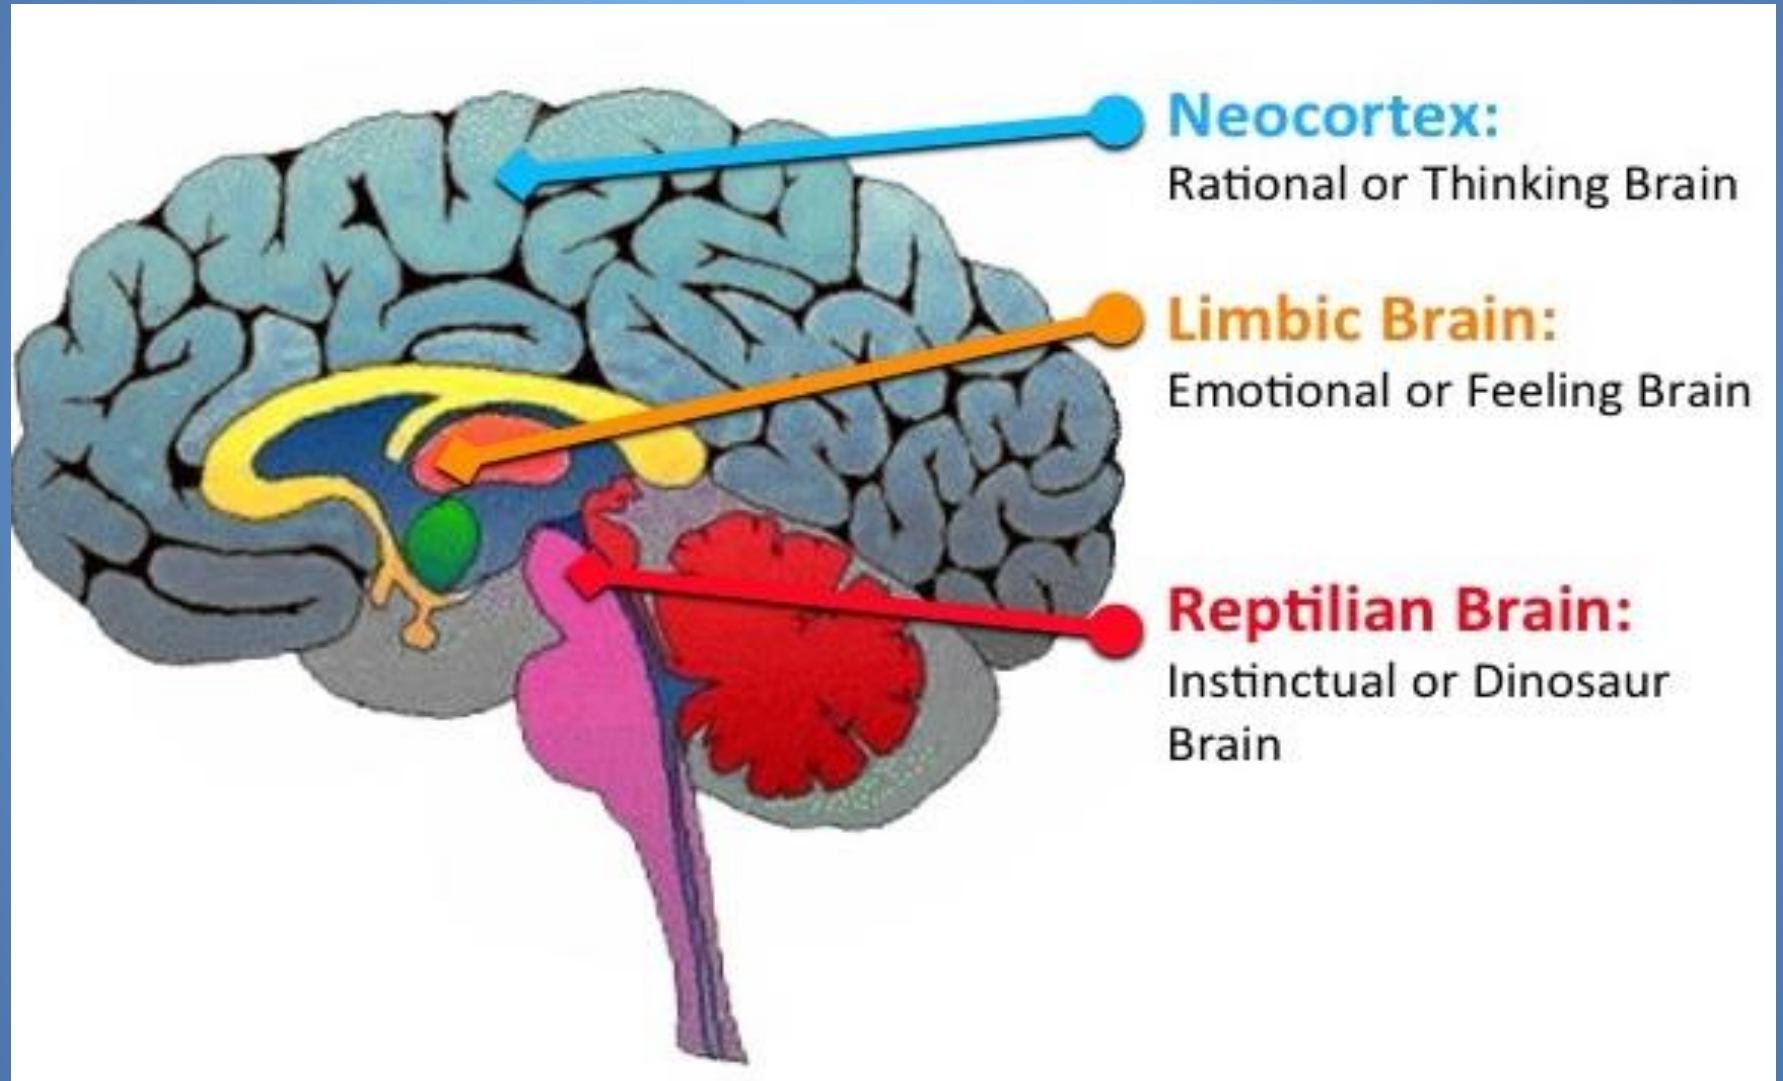 Neocortex:
Rational or Thinking Brain
Limbic Brain:
Emotional or Feeling Brain
Reptilian Brain:
Instinctual or Dinosaur
Brain